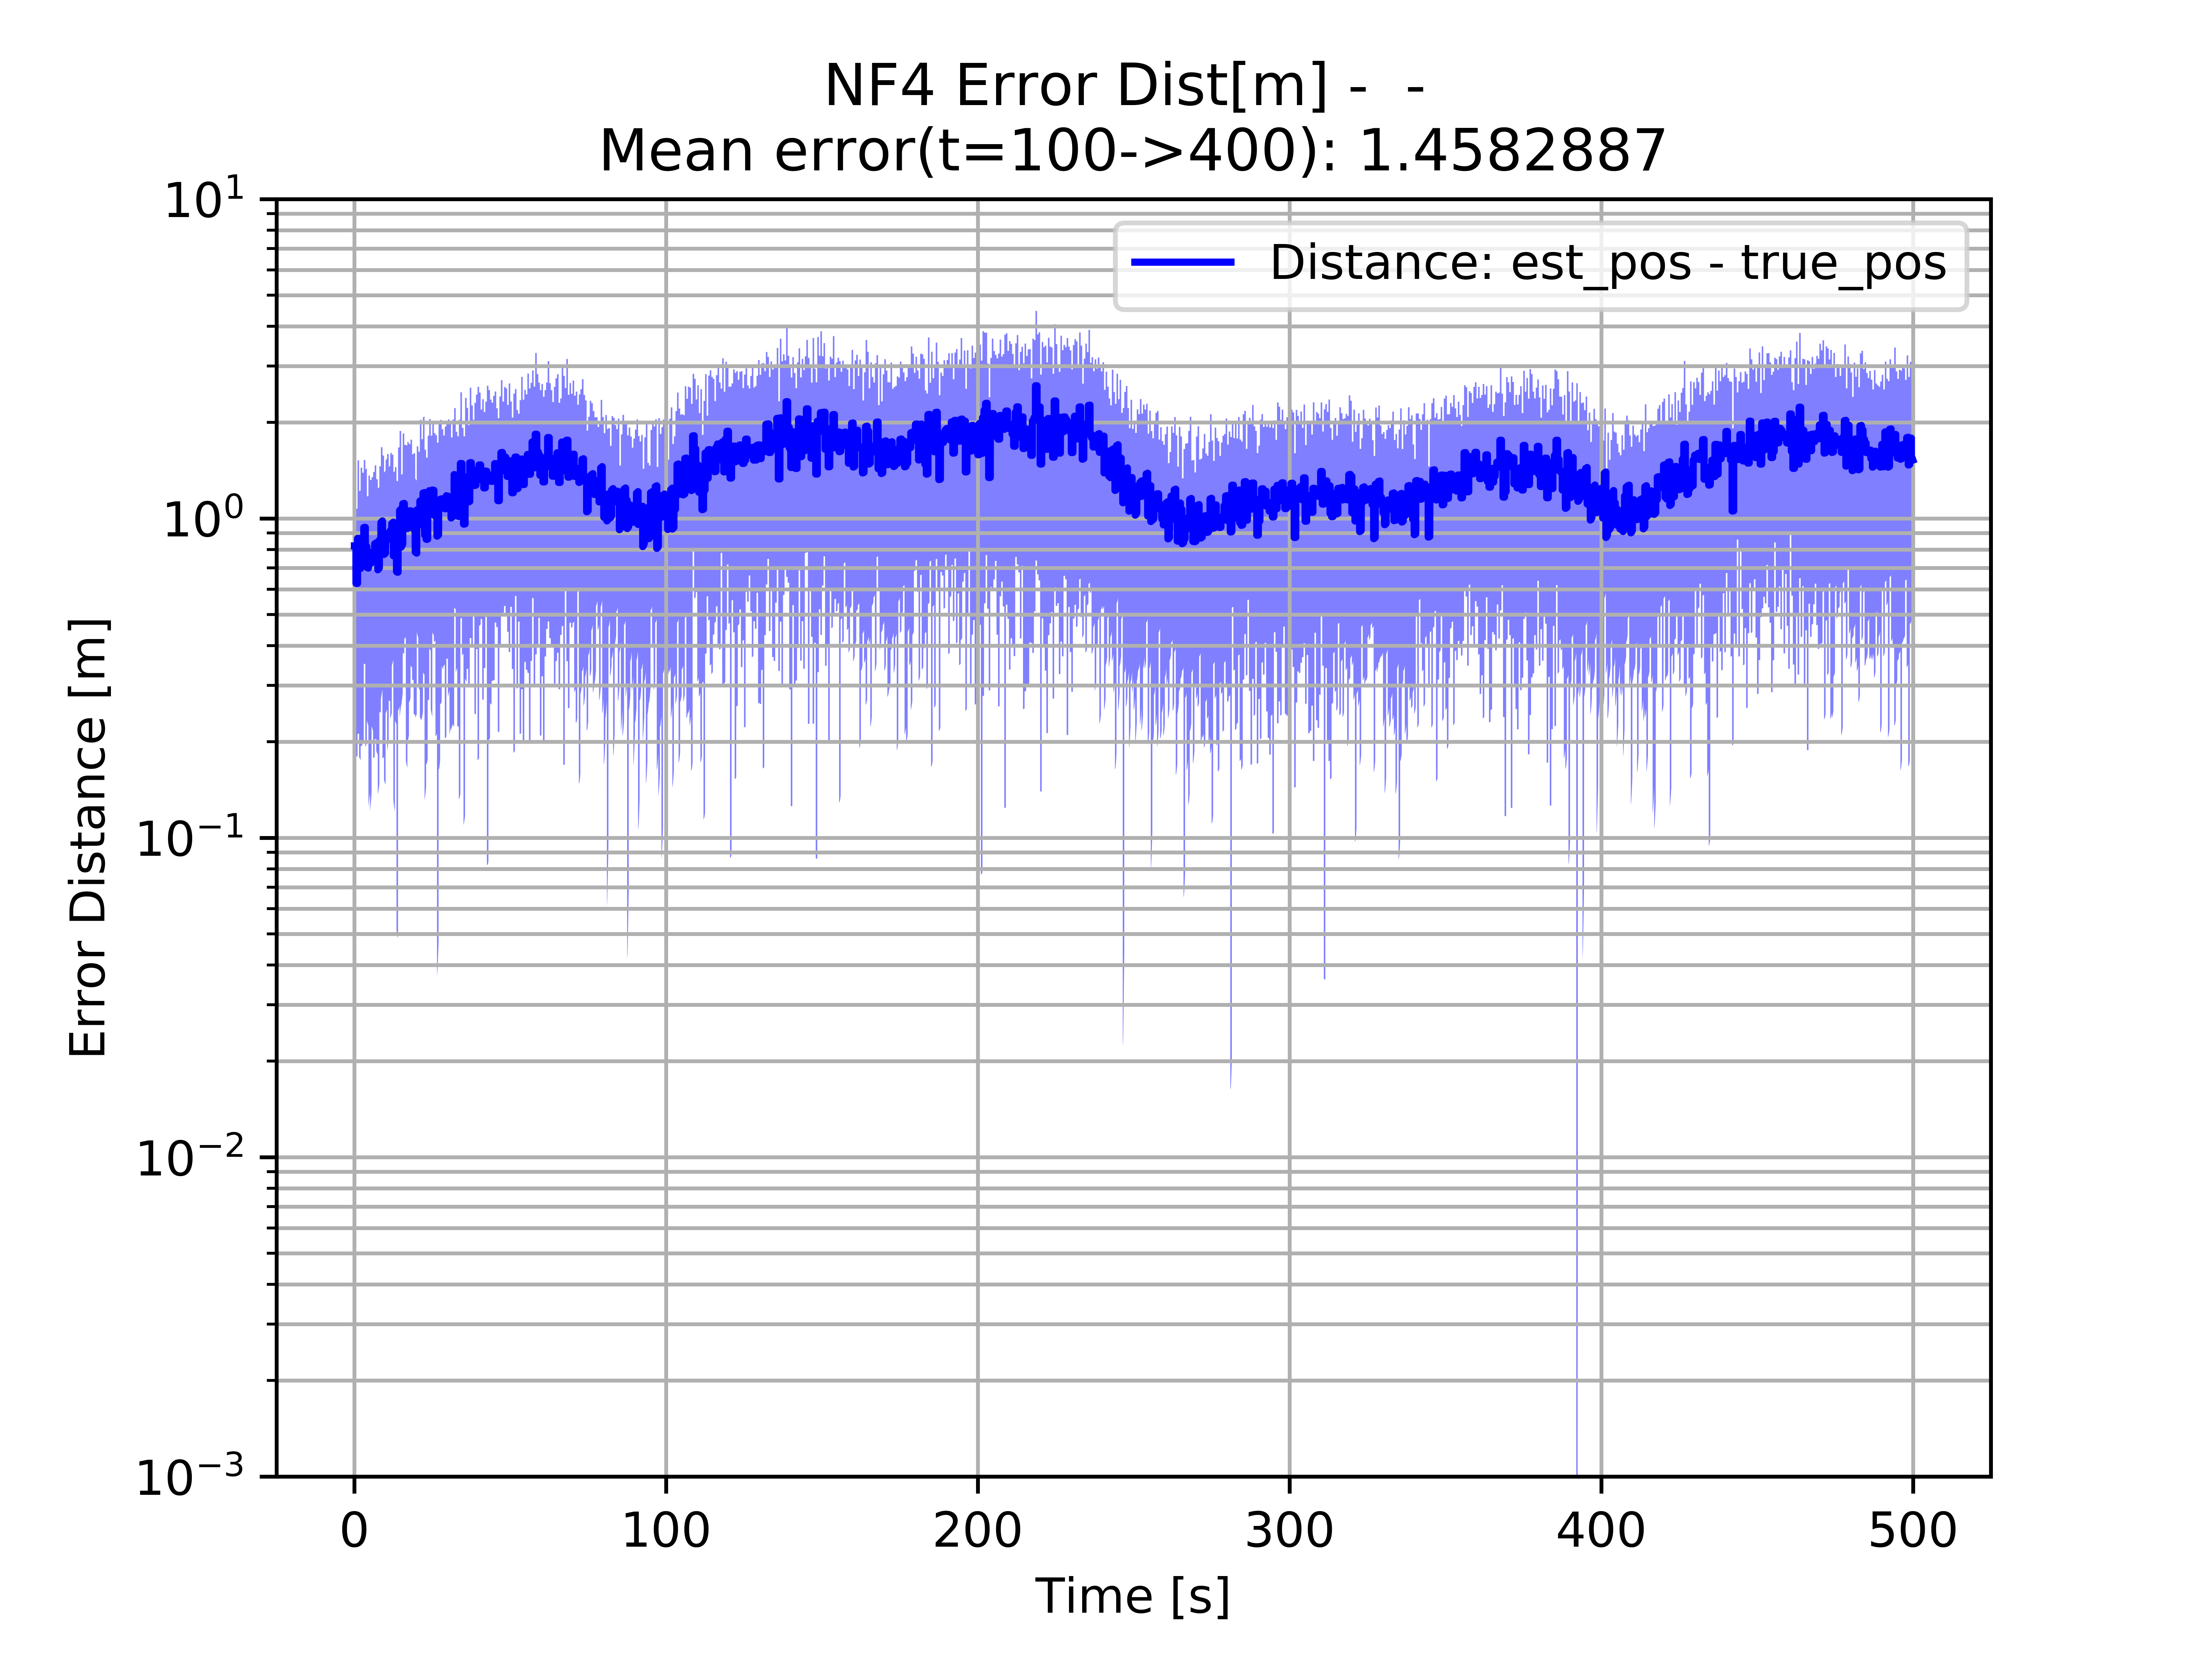 NF4 Error Dist[m] -  -
Mean error(t=100->400): 1.4582887
Distance: est_pos - true_pos
Error Distance [m]
10¹
10⁰
10⁻¹
10⁻²
10⁻³
0 100 200 300 400 500
Time [s]